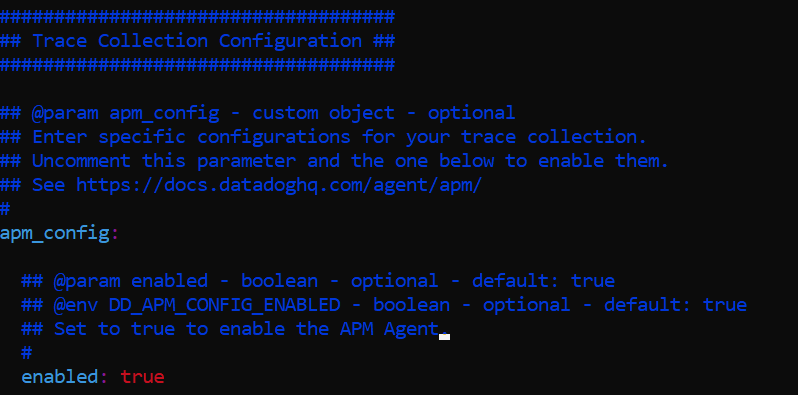 ####################################
## Trace Collection Configuration ##
####################################
## @param apm_config - custom object - optional
## Enter specific configurations for your trace collection.
## Uncomment this parameter and the one below to enable them.
## See https://docs.datadoghq.com/agent/apm/
#
apm_config:
## @param enabled - boolean - optional - default: true
## @env DD_APM_CONFIG_ENABLED - boolean - optional - default: true
## Set to true to enable the APM Agent.
#
enabled: true